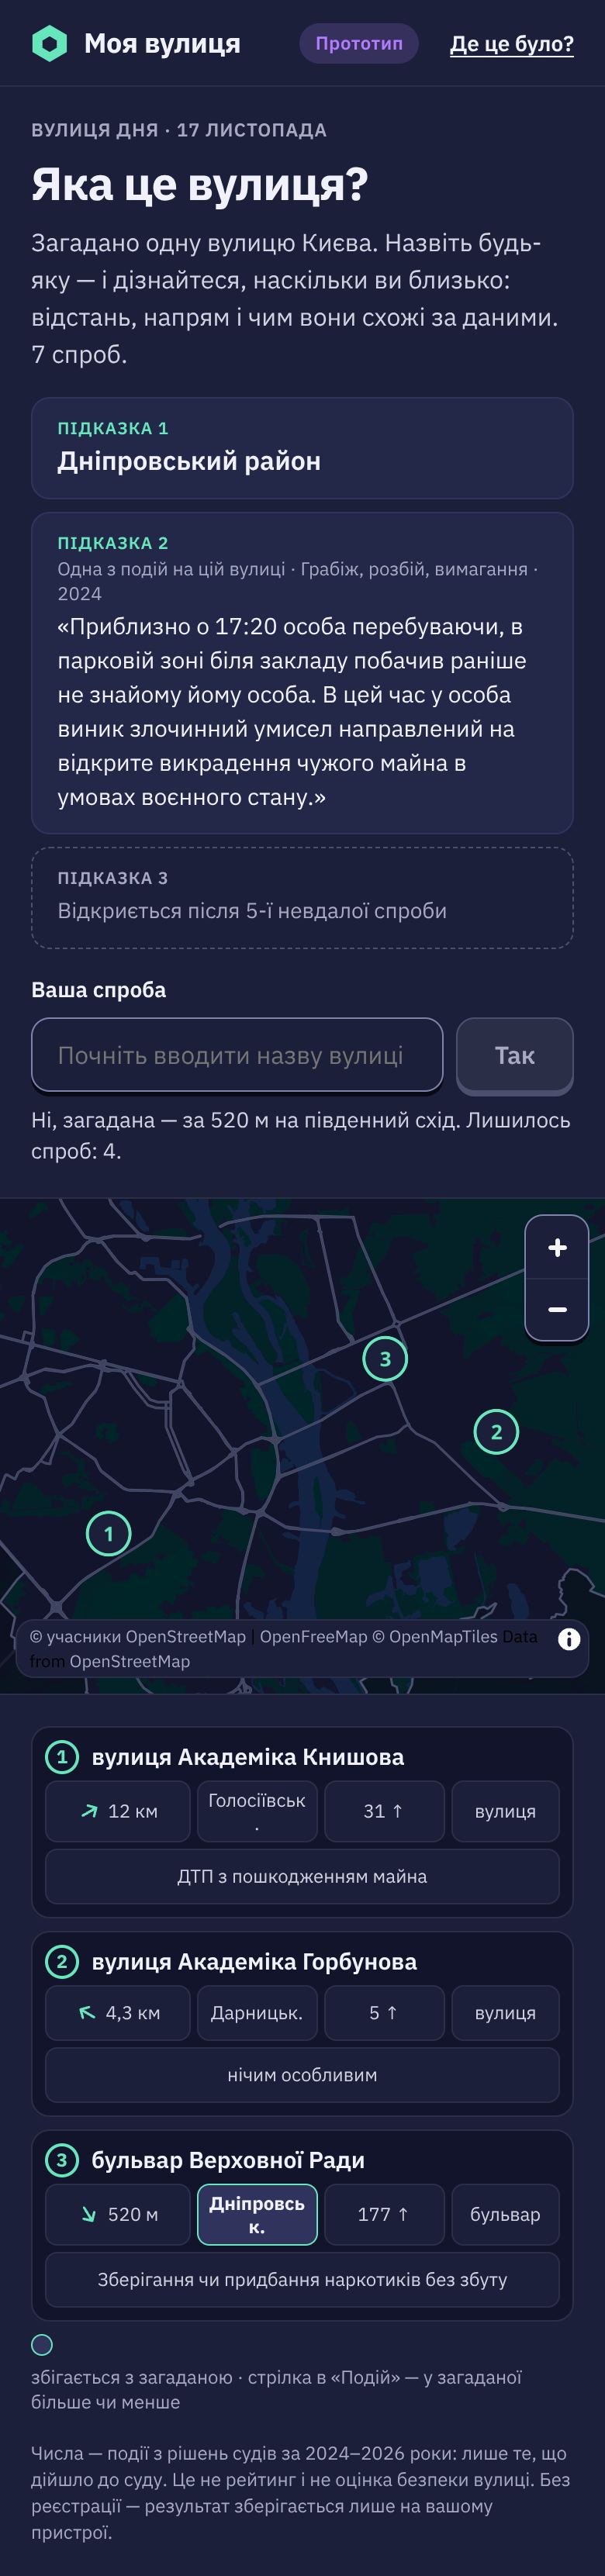 Моя вулиця
Прототип
Де це було?
ВУЛИЦЯ ДНЯ · 17 ЛИСТОПАДА
Яка це вулиця?
Загадано одну вулицю Києва. Назвіть будь-
яку — і дізнайтеся, наскільки ви близько:
відстань, напрям і чим вони схожі за даними.
7 спроб.
ПІДКАЗКА 1
Дніпровський район
ПІДКАЗКА 2
Одна з подій на цій вулиці · Грабіж, розбій, вимагання ·
2024
«Приблизно о 17:20 особа перебуваючи, в
парковій зоні біля закладу побачив раніше
не знайому йому особа. В цей час у особа
виник злочинний умисел направлений на
відкрите викрадення чужого майна в
умовах воєнного стану.»
ПІДКАЗКА 3
Відкриється після 5-ї невдалої спроби
Ваша спроба
Почніть вводити назву вулиці
Так
Ні, загадана — за 520 м на південний схід. Лишилось
спроб: 4.
+
−
3
2
1
© учасники OpenStreetMap | OpenFreeMap © OpenMapTiles Data
from OpenStreetMap
1 вулиця Академіка Книшова
↗ 12 км
Голосіївськ
.
31 ↑
вулиця
ДТП з пошкодженням майна
2 вулиця Академіка Горбунова
↖ 4,3 км
Дарницьк.
5 ↑
вулиця
нічим особливим
3 бульвар Верховної Ради
↘ 520 м
Дніпровсь
к.
177 ↑
бульвар
Зберігання чи придбання наркотиків без збуту
збігається з загаданою · стрілка в «Подій» — у загаданої
більше чи менше
Числа — події з рішень судів за 2024–2026 роки: лише те, що
дійшло до суду. Це не рейтинг і не оцінка безпеки вулиці. Без
реєстрації — результат зберігається лише на вашому
пристрої.